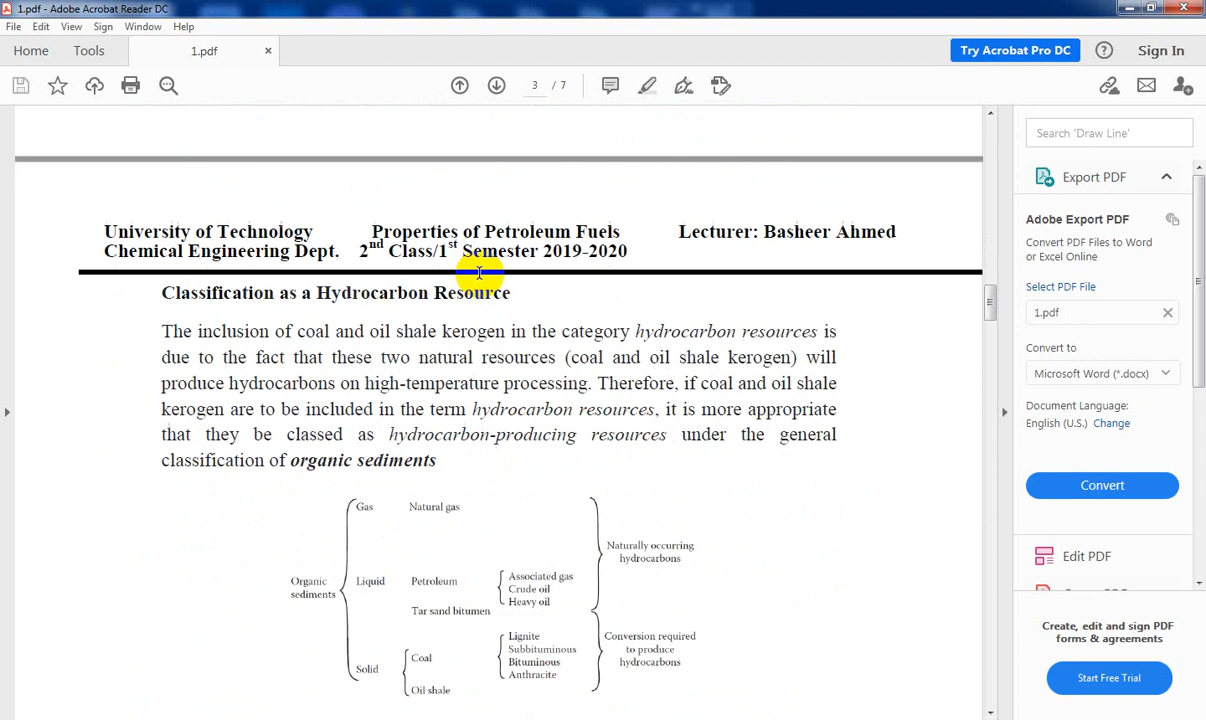 1.pdf - Adobe Acrobat Reader DC
File Edit View Sign Window Help
Home Tools 1.pdf × Try Acrobat Pro DC ? Sign In
3 / 7
University of Technology Properties of Petroleum Fuels Lecturer: Basheer Ahmed
Chemical Engineering Dept. 2nd Class/1st Semester 2019-2020
Classification as a Hydrocarbon Resource
The inclusion of coal and oil shale kerogen in the category hydrocarbon resources is
due to the fact that these two natural resources (coal and oil shale kerogen) will
produce hydrocarbons on high-temperature processing. Therefore, if coal and oil shale
kerogen are to be included in the term hydrocarbon resources, it is more appropriate
that they be classed as hydrocarbon-producing resources under the general
classification of organic sediments
Organic
sediments
Gas Natural gas
Liquid Petroleum
Associated gas
Crude oil
Heavy oil
Tar sand bitumen
Solid
Coal
Lignite
Subbituminous
Bituminous
Anthracite
Oil shale
Naturally occurring
hydrocarbons
Conversion required
to produce
hydrocarbons
Search 'Draw Line'
Export PDF
Adobe Export PDF
Convert PDF Files to Word
or Excel Online
Select PDF File
1.pdf ×
Convert to
Microsoft Word (*.docx)
Document Language:
English (U.S.) Change
Convert
Edit PDF
Create, edit and sign PDF
forms & agreements
Start Free Trial